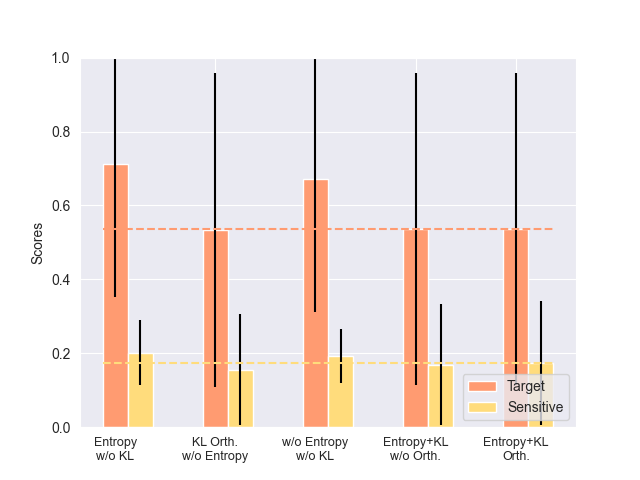 1.0
0.8
0.6
0.4
0.2
0.0
Scores
Entropy
w/o KL
KL Orth.
w/o Entropy
w/o Entropy
w/o KL
Entropy+KL
w/o Orth.
Entropy+KL
Orth.
Target
Sensitive